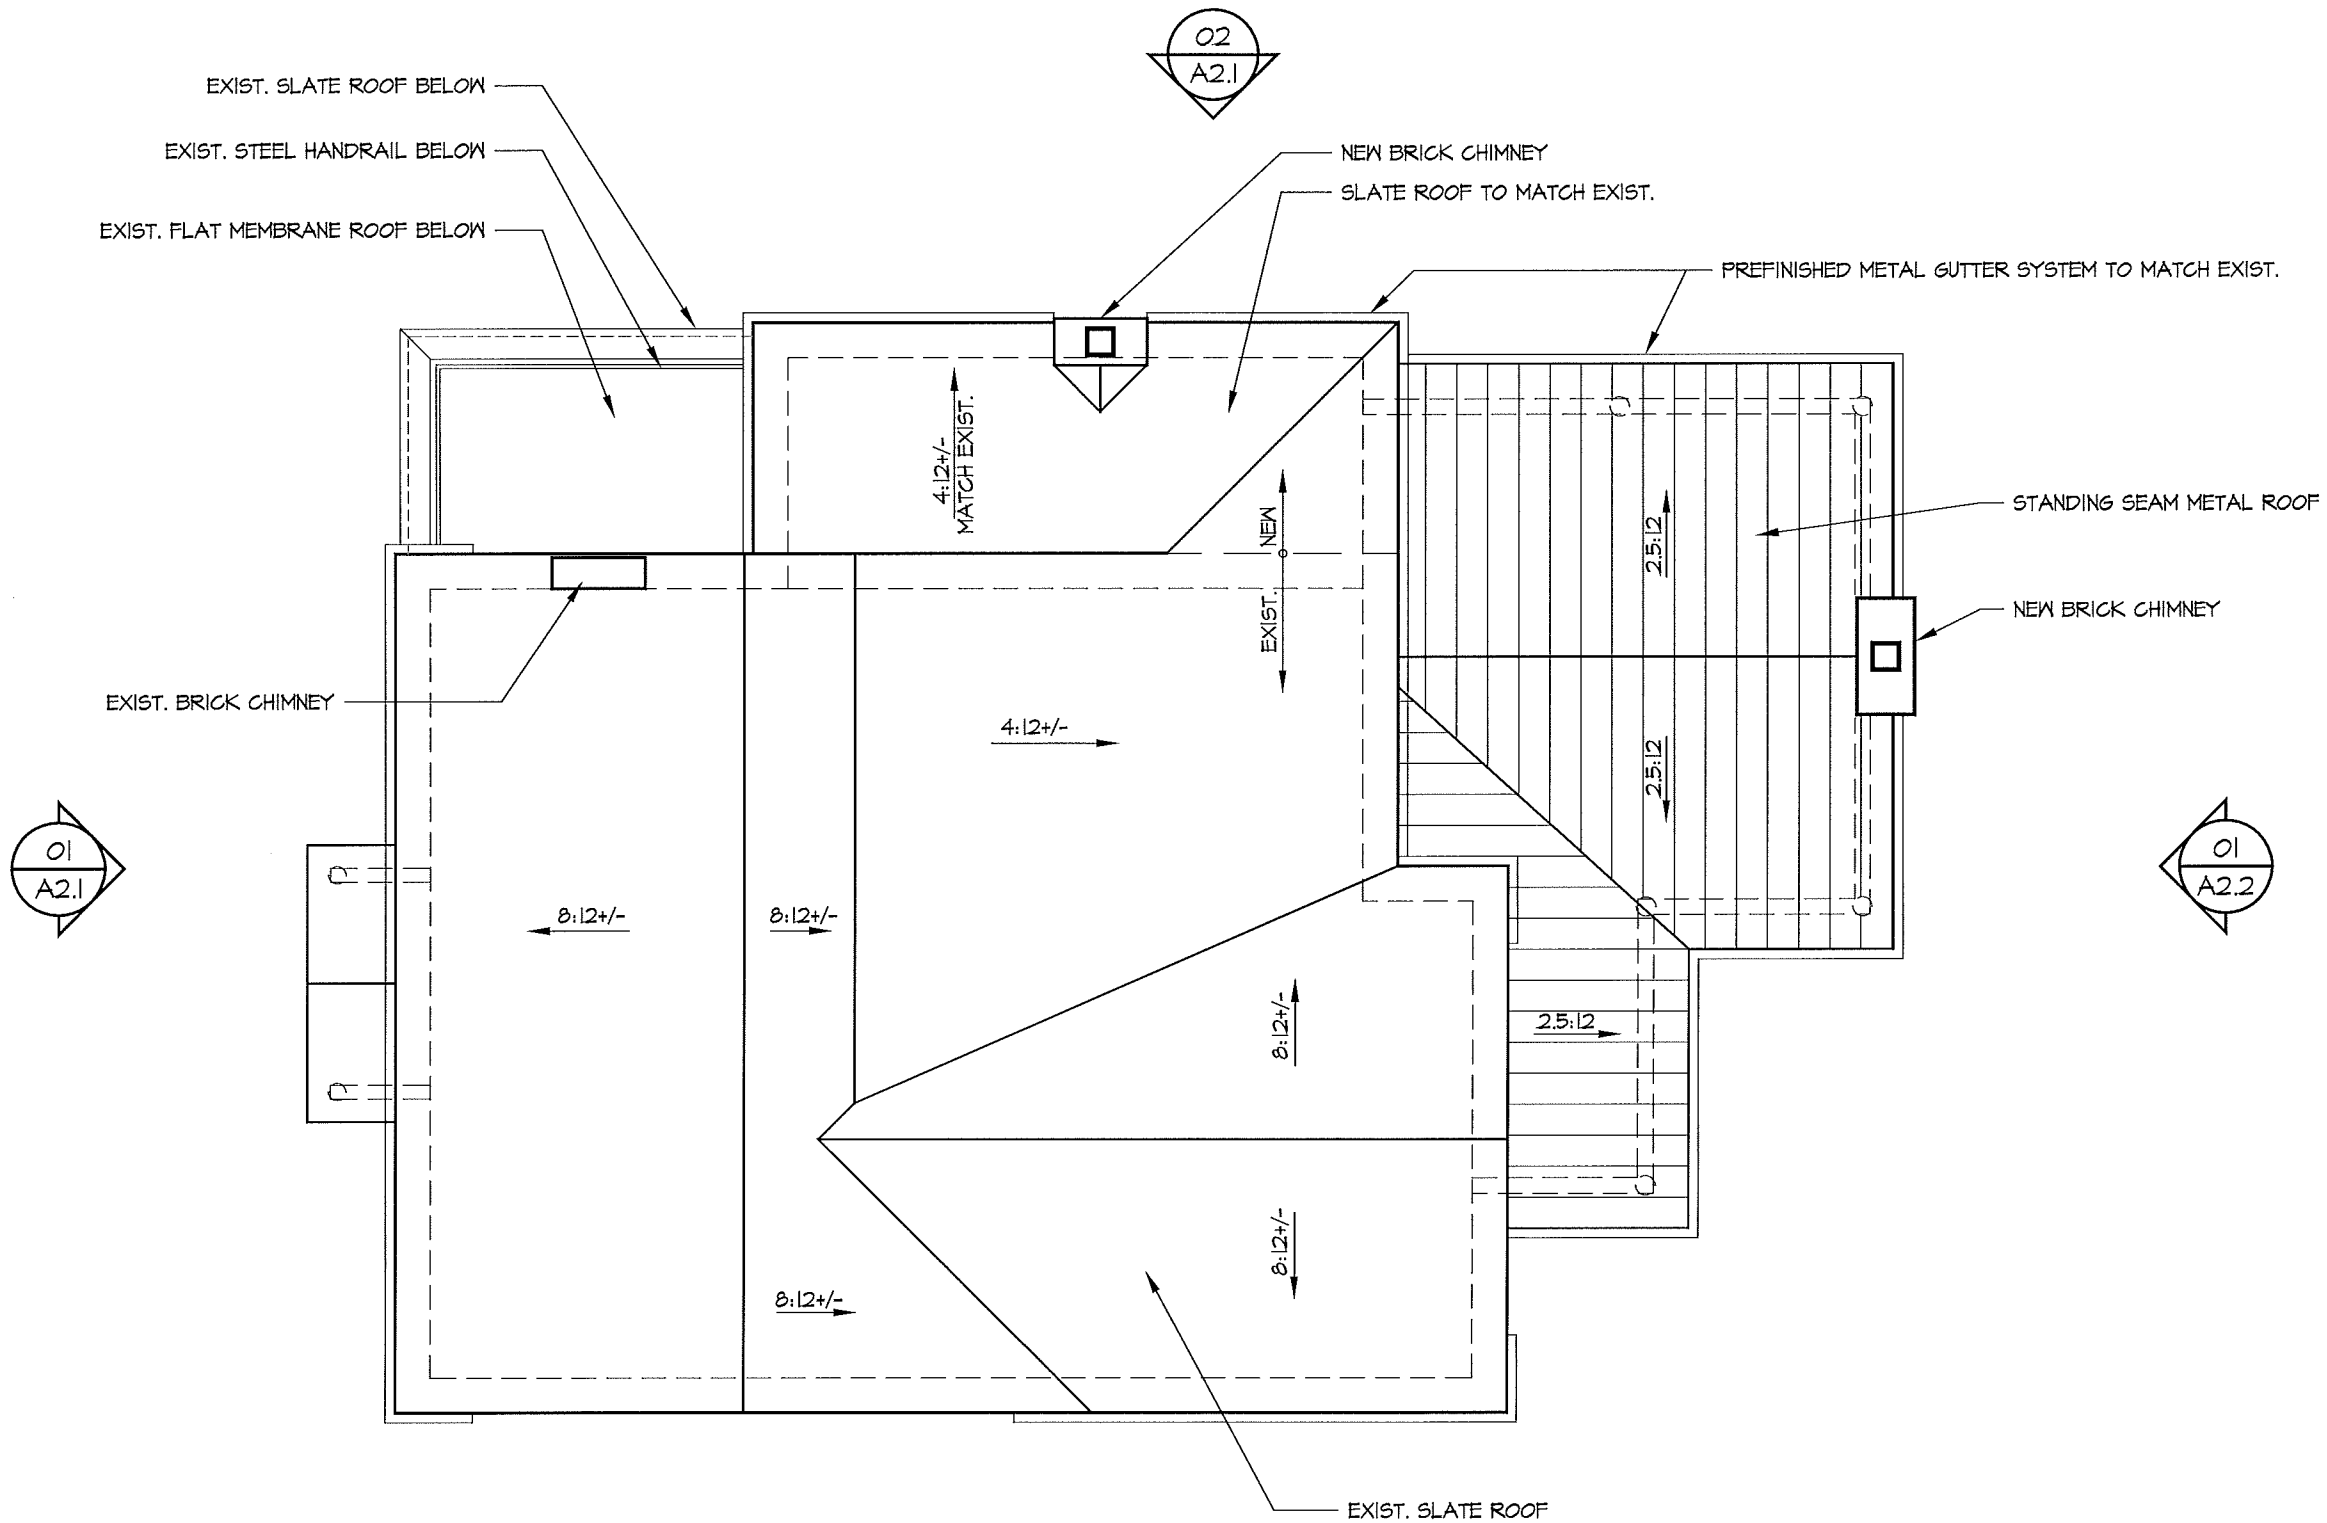 02
A2.1
EXIST. SLATE ROOF BELOW
EXIST. STEEL HANDRAIL BELOW
NEW BRICK CHIMNEY
SLATE ROOF TO MATCH EXIST.
EXIST. FLAT MEMBRANE ROOF BELOW
PREFINISHED METAL GUTTER SYSTEM TO MATCH EXIST.
4:12+/-
MATCH EXIST.
NEW
EXIST.
2.5:12
STANDING SEAM METAL ROOF
NEW BRICK CHIMNEY
EXIST. BRICK CHIMNEY
4:12+/-
2.5:12
01
A2.1
8:12+/-
8:12+/-
01
A2.2
8:12+/-
2.5:12
8:12+/-
8:12+/-
EXIST. SLATE ROOF